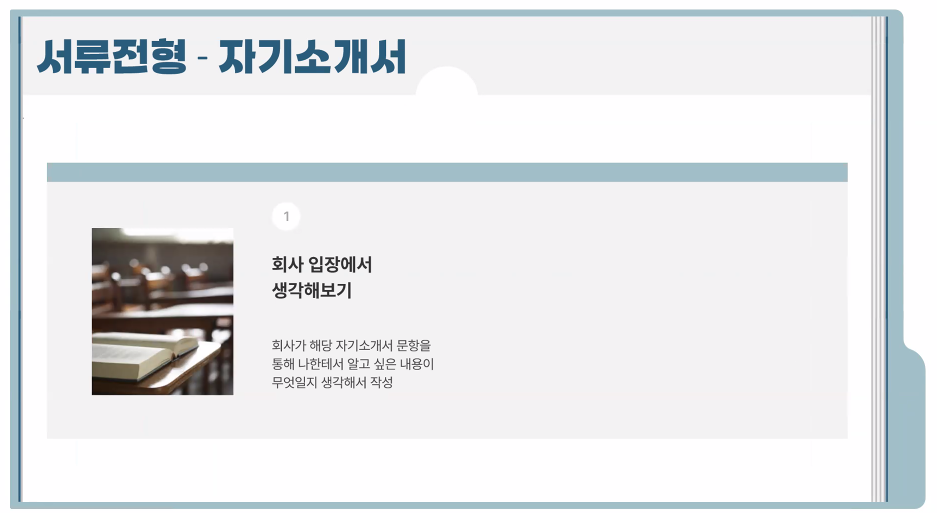 서류전형 - 자기소개서
1
회사 입장에서
생각해보기
회사가 해당 자기소개서 문항을
통해 나한테서 알고 싶은 내용이
무엇일지 생각해서 작성